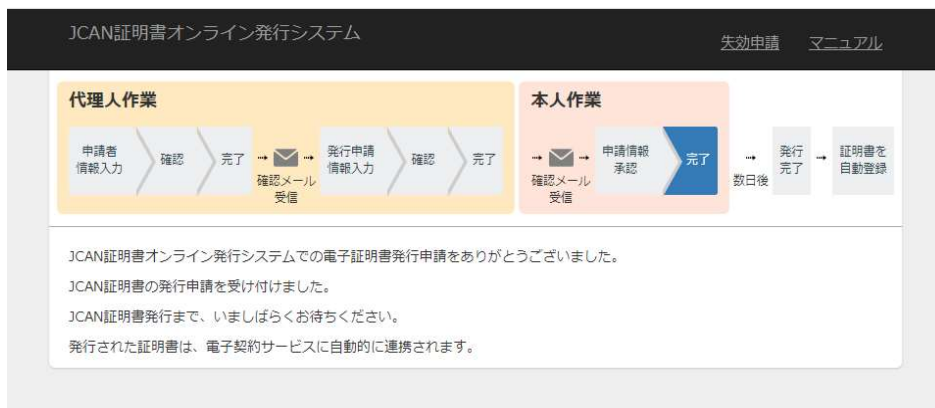 JCAN証明書オンライン発行システム
失効申請 マニュアル
代理人作業
申請者
情報入力
確認
完了
確認メール
受信
発行申請
情報入力
確認
完了
本人作業
確認メール
受信
申請情報
承認
完了
数日後
発行
完了
証明書を
自動登録
JCAN証明書オンライン発行システムでの電子証明書発行申請をありがとうございました。
JCAN証明書の発行申請を受け付けました。
JCAN証明書発行まで、いましばらくお待ちください。
発行された証明書は、電子契約サービスに自動的に連携されます。